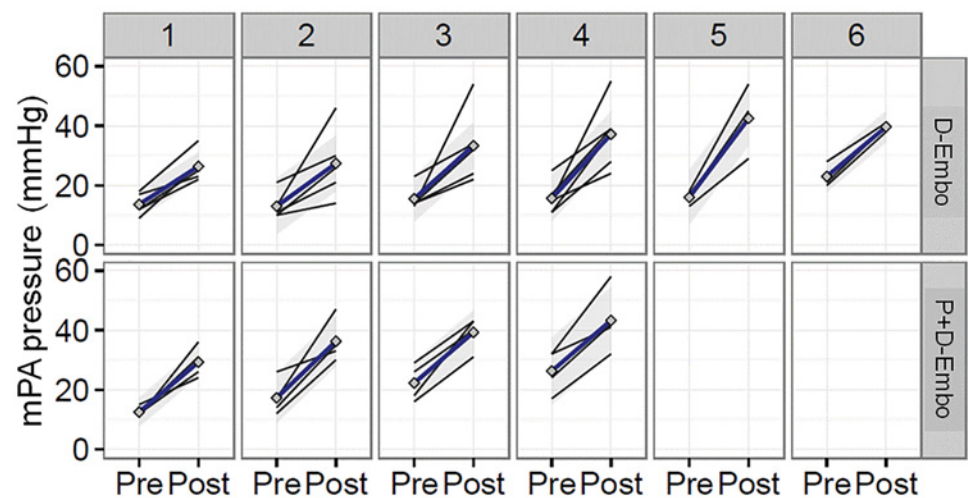 1 2 3 4 5 6
mPA pressure (mmHg)
60
40
20
0
D-Embo
60
40
20
0
P+D-Embo
Pre Post Pre Post Pre Post Pre Post Pre Post Pre Post